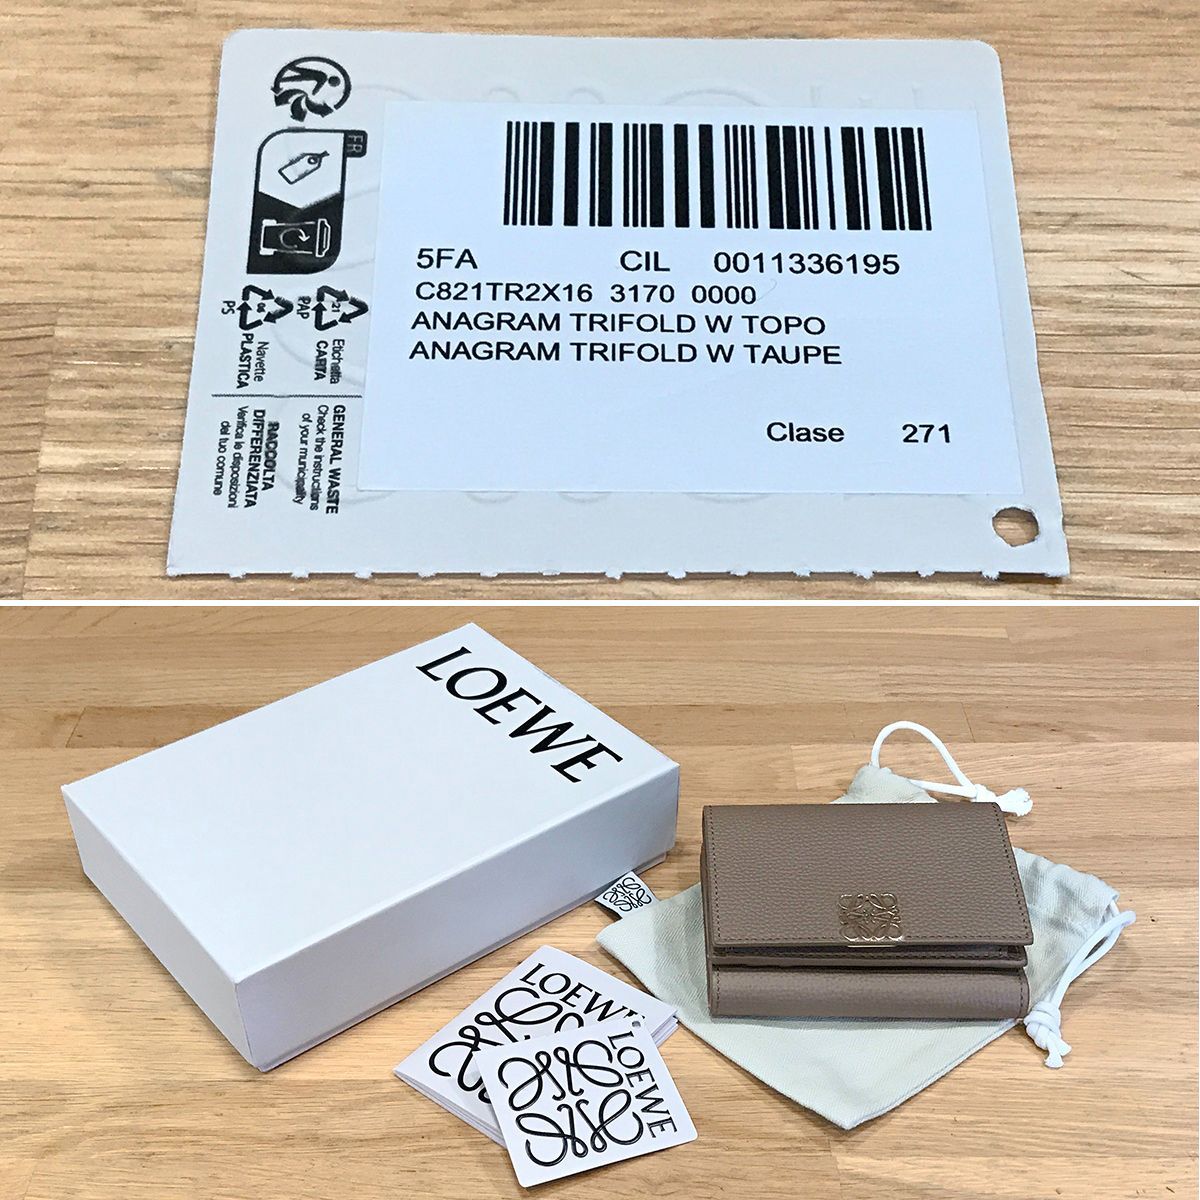 5FA CIL 0011336195
C821TR2X16 3170 0000
ANAGRAM TRIFOLD W TOPO
ANAGRAM TRIFOLD W TAUPE
Clase 271
FR
21
PAP
Etichetta
CARTA
06
PS
Navette
PLASTICA
GENERAL WASTE
Check the instructions
of your municipality
RACCOLTA
DIFFERENZIATA
Verifica le disposizioni
del tuo comune
LOEWE
LOEWE
LOEWE